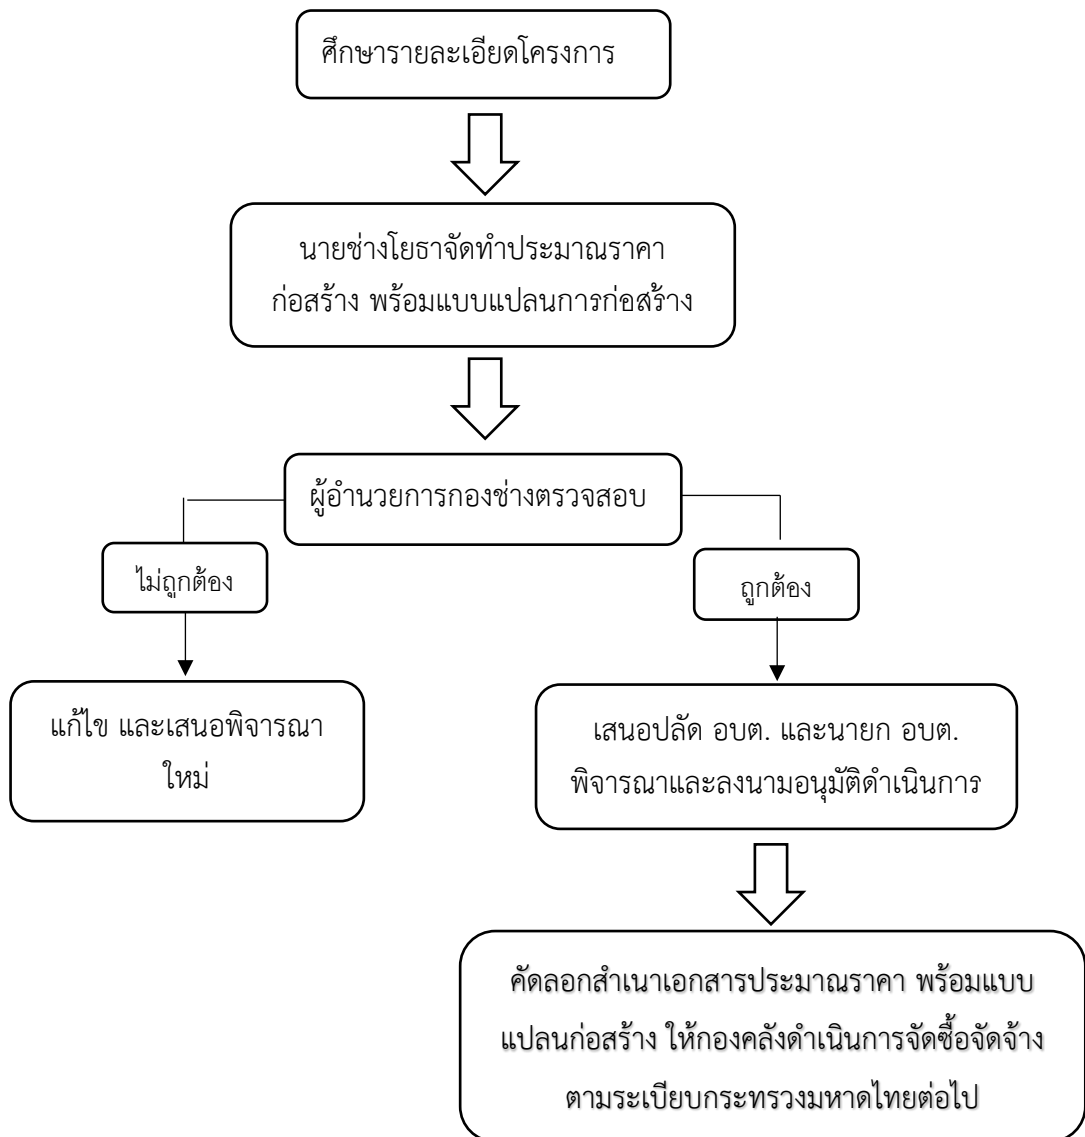 ศึกษารายละเอียดโครงการ
นายช่างโยธาจัดทำประมาณราคา
ก่อสร้าง พร้อมแบบแปลนการก่อสร้าง
ผู้อำนวยการกองช่างตรวจสอบ
ไม่ถูกต้อง
ถูกต้อง
แก้ไข และเสนอพิจารณา
ใหม่
เสนอปลัด อบต. และนายก อบต.
พิจารณาและลงนามอนุมัติดำเนินการ
คัดลอกสำเนาเอกสารประมาณราคา พร้อมแบบ
แปลนก่อสร้าง ให้กองคลังดำเนินการจัดซื้อจัดจ้าง
ตามระเบียบกระทรวงมหาดไทยต่อไป